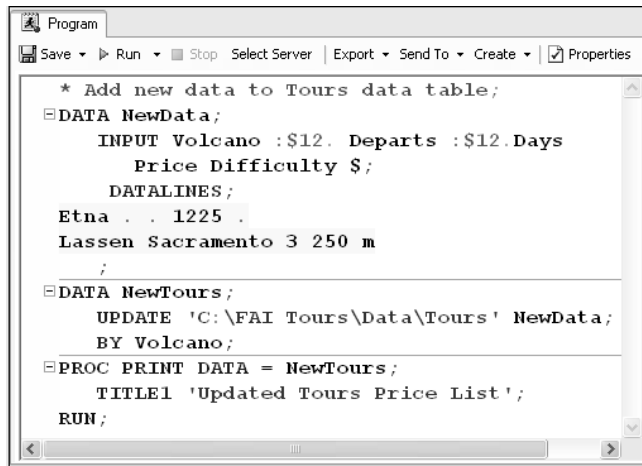 Program
Save Run Stop Select Server Export Send To Create Properties
* Add new data to Tours data table;
DATA NewData;
INPUT Volcano :$12. Departs :$12.Days
Price Difficulty $;
DATALINES;
Etna . . 1225 .
Lassen Sacramento 3 250 m
;
DATA NewTours;
UPDATE 'C:\FAI Tours\Data\Tours' NewData;
BY Volcano;
PROC PRINT DATA = NewTours;
TITLE1 'Updated Tours Price List';
RUN;